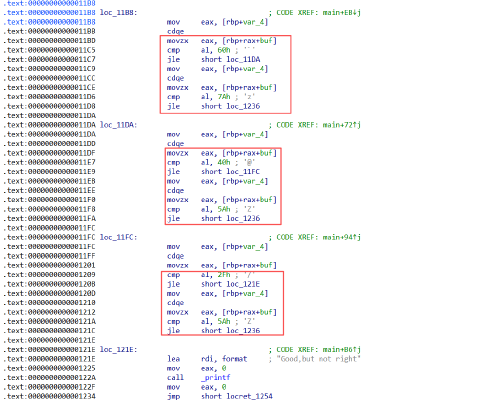 .text:00000000000011B8
.text:00000000000011B8 loc_11B8: ; CODE XREF: main+EB↓j
.text:00000000000011B8 mov eax, [rbp+var_4]
.text:00000000000011BB cdqe
.text:00000000000011BD movzx eax, [rbp+rax+buf]
.text:00000000000011C5 cmp al, 60h ; '`'
.text:00000000000011C7 jle short loc_11DA
.text:00000000000011C9 mov eax, [rbp+var_4]
.text:00000000000011CC cdqe
.text:00000000000011CE movzx eax, [rbp+rax+buf]
.text:00000000000011D6 cmp al, 7Ah ; 'z'
.text:00000000000011D8 jle short loc_1236
.text:00000000000011DA
.text:00000000000011DA loc_11DA: ; CODE XREF: main+72↑j
.text:00000000000011DA mov eax, [rbp+var_4]
.text:00000000000011DD cdqe
.text:00000000000011DF movzx eax, [rbp+rax+buf]
.text:00000000000011E7 cmp al, 40h ; '@'
.text:00000000000011E9 jle short loc_11FC
.text:00000000000011EB mov eax, [rbp+var_4]
.text:00000000000011EE cdqe
.text:00000000000011F0 movzx eax, [rbp+rax+buf]
.text:00000000000011F8 cmp al, 5Ah ; 'Z'
.text:00000000000011FA jle short loc_1236
.text:00000000000011FC
.text:00000000000011FC loc_11FC: ; CODE XREF: main+94↑j
.text:00000000000011FC mov eax, [rbp+var_4]
.text:00000000000011FF cdqe
.text:0000000000001201 movzx eax, [rbp+rax+buf]
.text:0000000000001209 cmp al, 2Fh ; '/'
.text:000000000000120B jle short loc_121E
.text:000000000000120D mov eax, [rbp+var_4]
.text:0000000000001210 cdqe
.text:0000000000001212 movzx eax, [rbp+rax+buf]
.text:000000000000121A cmp al, 5Ah ; 'Z'
.text:000000000000121C jle short loc_1236
.text:000000000000121E
.text:000000000000121E loc_121E: ; CODE XREF: main+B6↑j
.text:000000000000121E lea rdi, format ; "Good,but not right"
.text:0000000000001225 mov eax, 0
.text:000000000000122A call _printf
.text:000000000000122F mov eax, 0
.text:0000000000001234 jmp short locret_1254